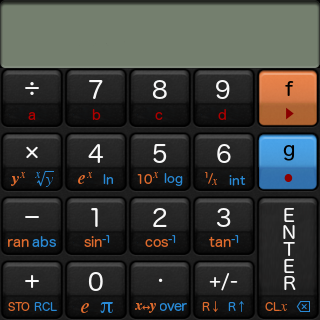 ÷ 7 8 9 f
a b c d
× 4 5 6 g
yˣ ˣ√y eˣ ln 10ˣ log ¹/x int
− 1 2 3 ENTER
ran abs sin⁻¹ cos⁻¹ tan⁻¹
+ 0 · +/-
STO RCL e π x↔y over R↓ R↑ CLx